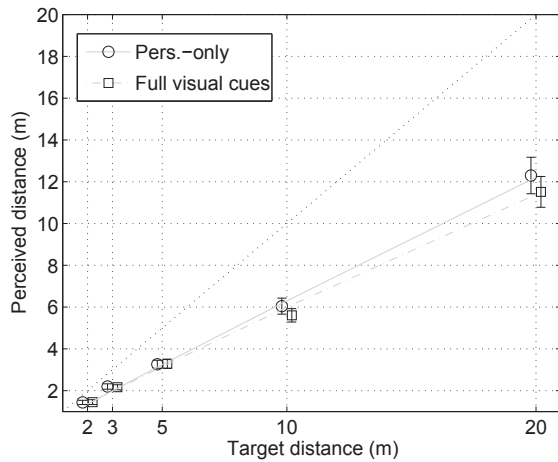 20
18
16
14
12
10
8
6
4
2
Perceived distance (m)
Pers.−only
Full visual cues
2 3 5 10 20
Target distance (m)